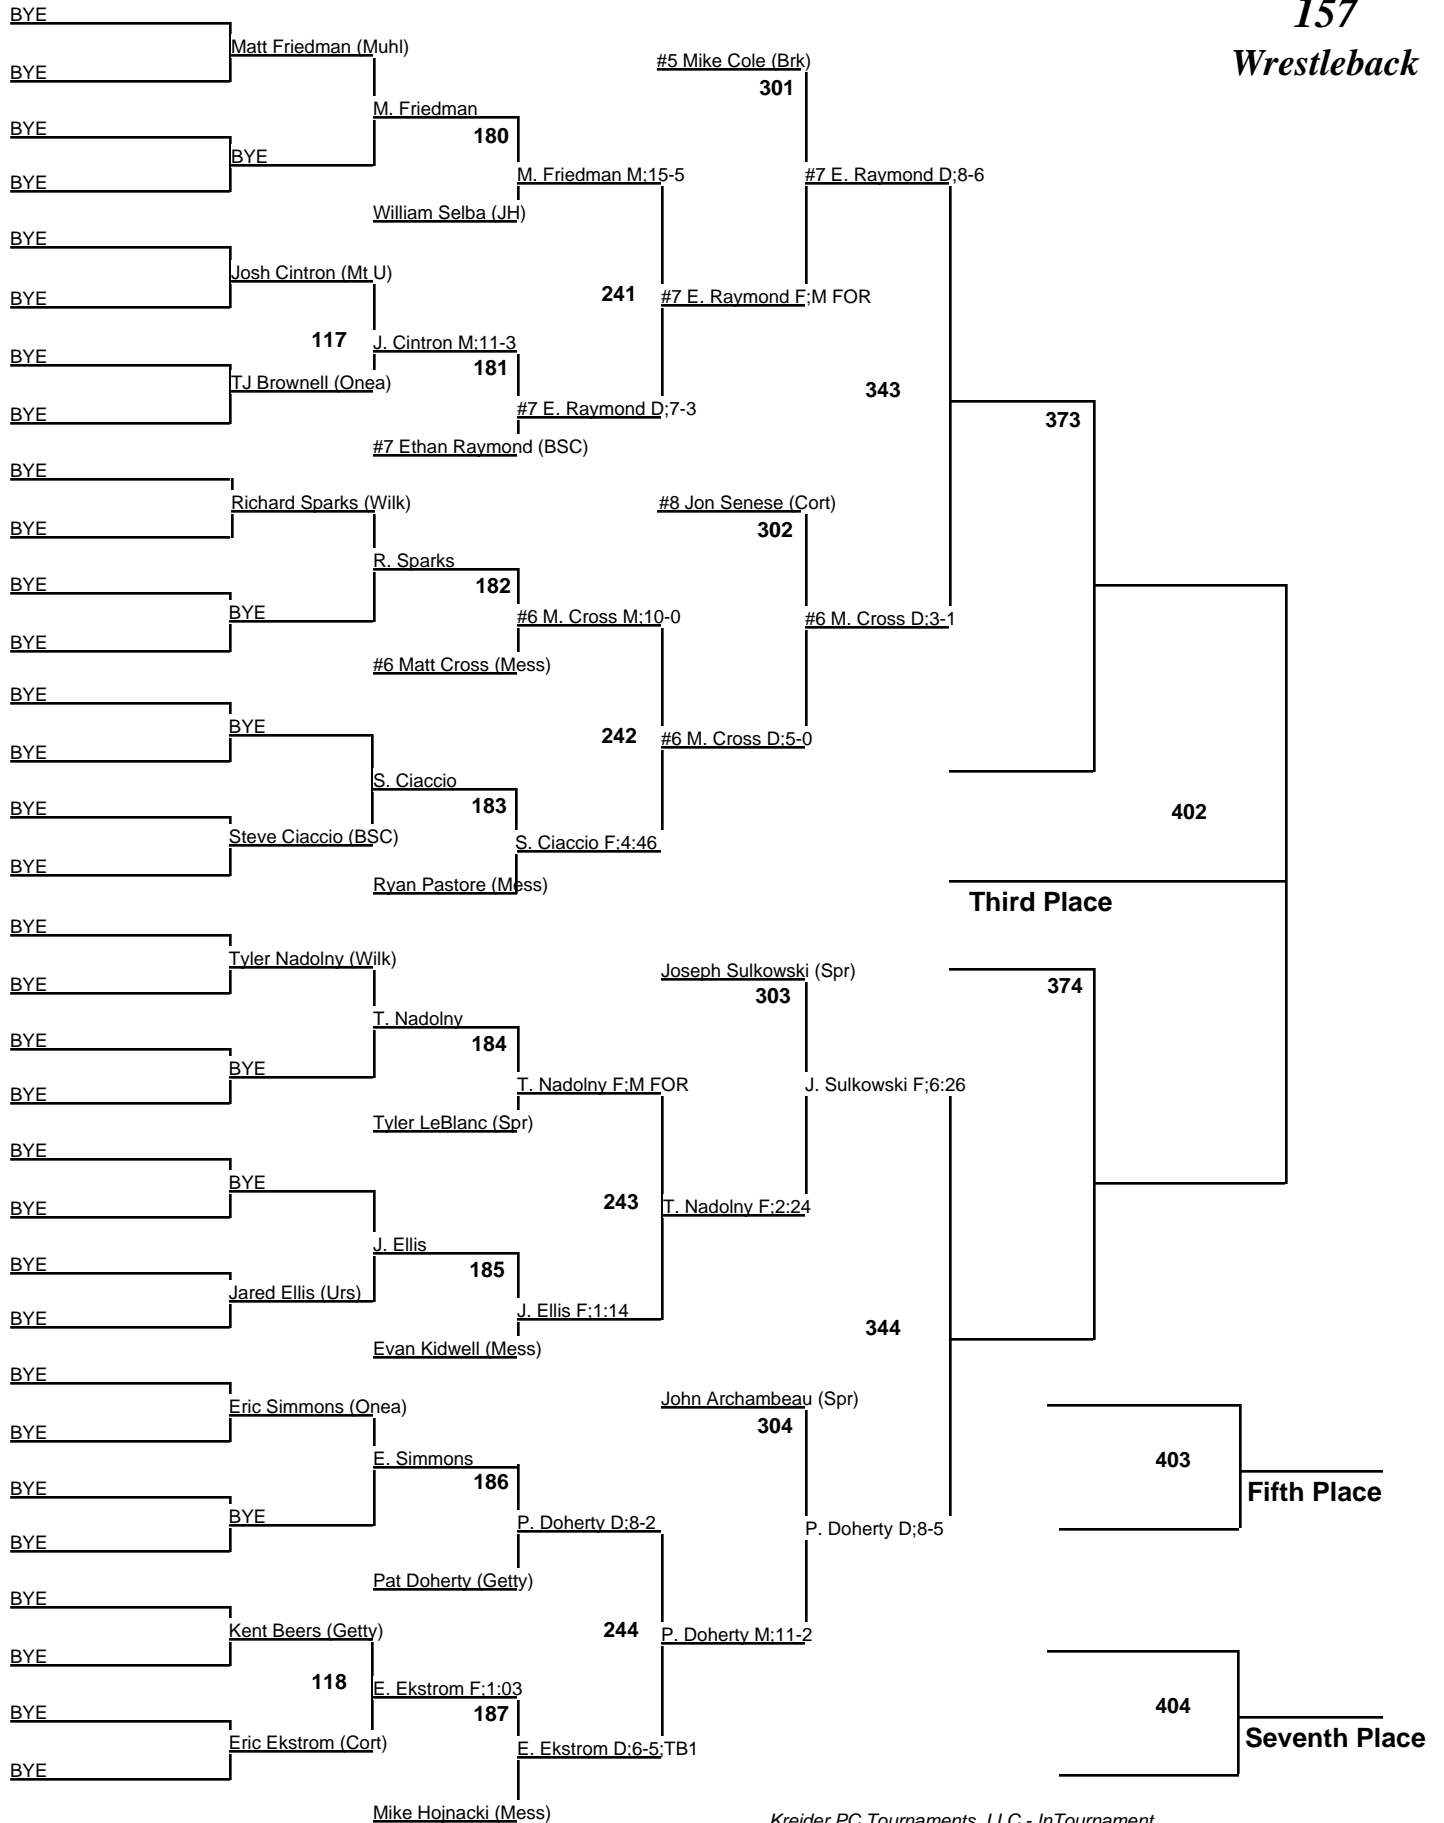 157
Wrestleback
BYE
Matt Friedman (Muhl)
#5 Mike Cole (Brk)
BYE
301
M. Friedman
BYE
180
BYE
M. Friedman M;15-5
#7 E. Raymond D;8-6
BYE
William Selba (JH)
BYE
Josh Cintron (Mt U)
241
#7 E. Raymond F;M FOR
BYE
117
J. Cintron M;11-3
BYE
181
TJ Brownell (Onea)
343
BYE
#7 E. Raymond D;7-3
373
#7 Ethan Raymond (BSC)
BYE
Richard Sparks (Wilk)
#8 Jon Senese (Cort)
BYE
302
R. Sparks
BYE
182
BYE
#6 M. Cross M;10-0
#6 M. Cross D;3-1
BYE
#6 Matt Cross (Mess)
BYE
BYE
242
#6 M. Cross D;5-0
BYE
S. Ciaccio
BYE
183
402
Steve Ciaccio (BSC)
S. Ciaccio F;4:46
BYE
Ryan Pastore (Mess)
Third Place
BYE
Tyler Nadolny (Wilk)
Joseph Sulkowski (Spr)
BYE
303
374
T. Nadolny
BYE
184
BYE
T. Nadolny F;M FOR
J. Sulkowski F;6:26
BYE
Tyler LeBlanc (Spr)
BYE
BYE
243
T. Nadolny F;2:24
BYE
J. Ellis
BYE
185
Jared Ellis (Urs)
J. Ellis F;1:14
BYE
344
Evan Kidwell (Mess)
BYE
Eric Simmons (Onea)
John Archambeau (Spr)
BYE
304
E. Simmons
403
BYE
186
Fifth Place
BYE
P. Doherty D;8-2
P. Doherty D;8-5
BYE
Pat Doherty (Getty)
BYE
Kent Beers (Getty)
244
P. Doherty M;11-2
BYE
118
E. Ekstrom F;1:03
BYE
187
404
Eric Ekstrom (Cort)
E. Ekstrom D;6-5;TB1
Seventh Place
BYE
Mike Hojnacki (Mess)
Kreider PC Tournaments, LLC - InTournament